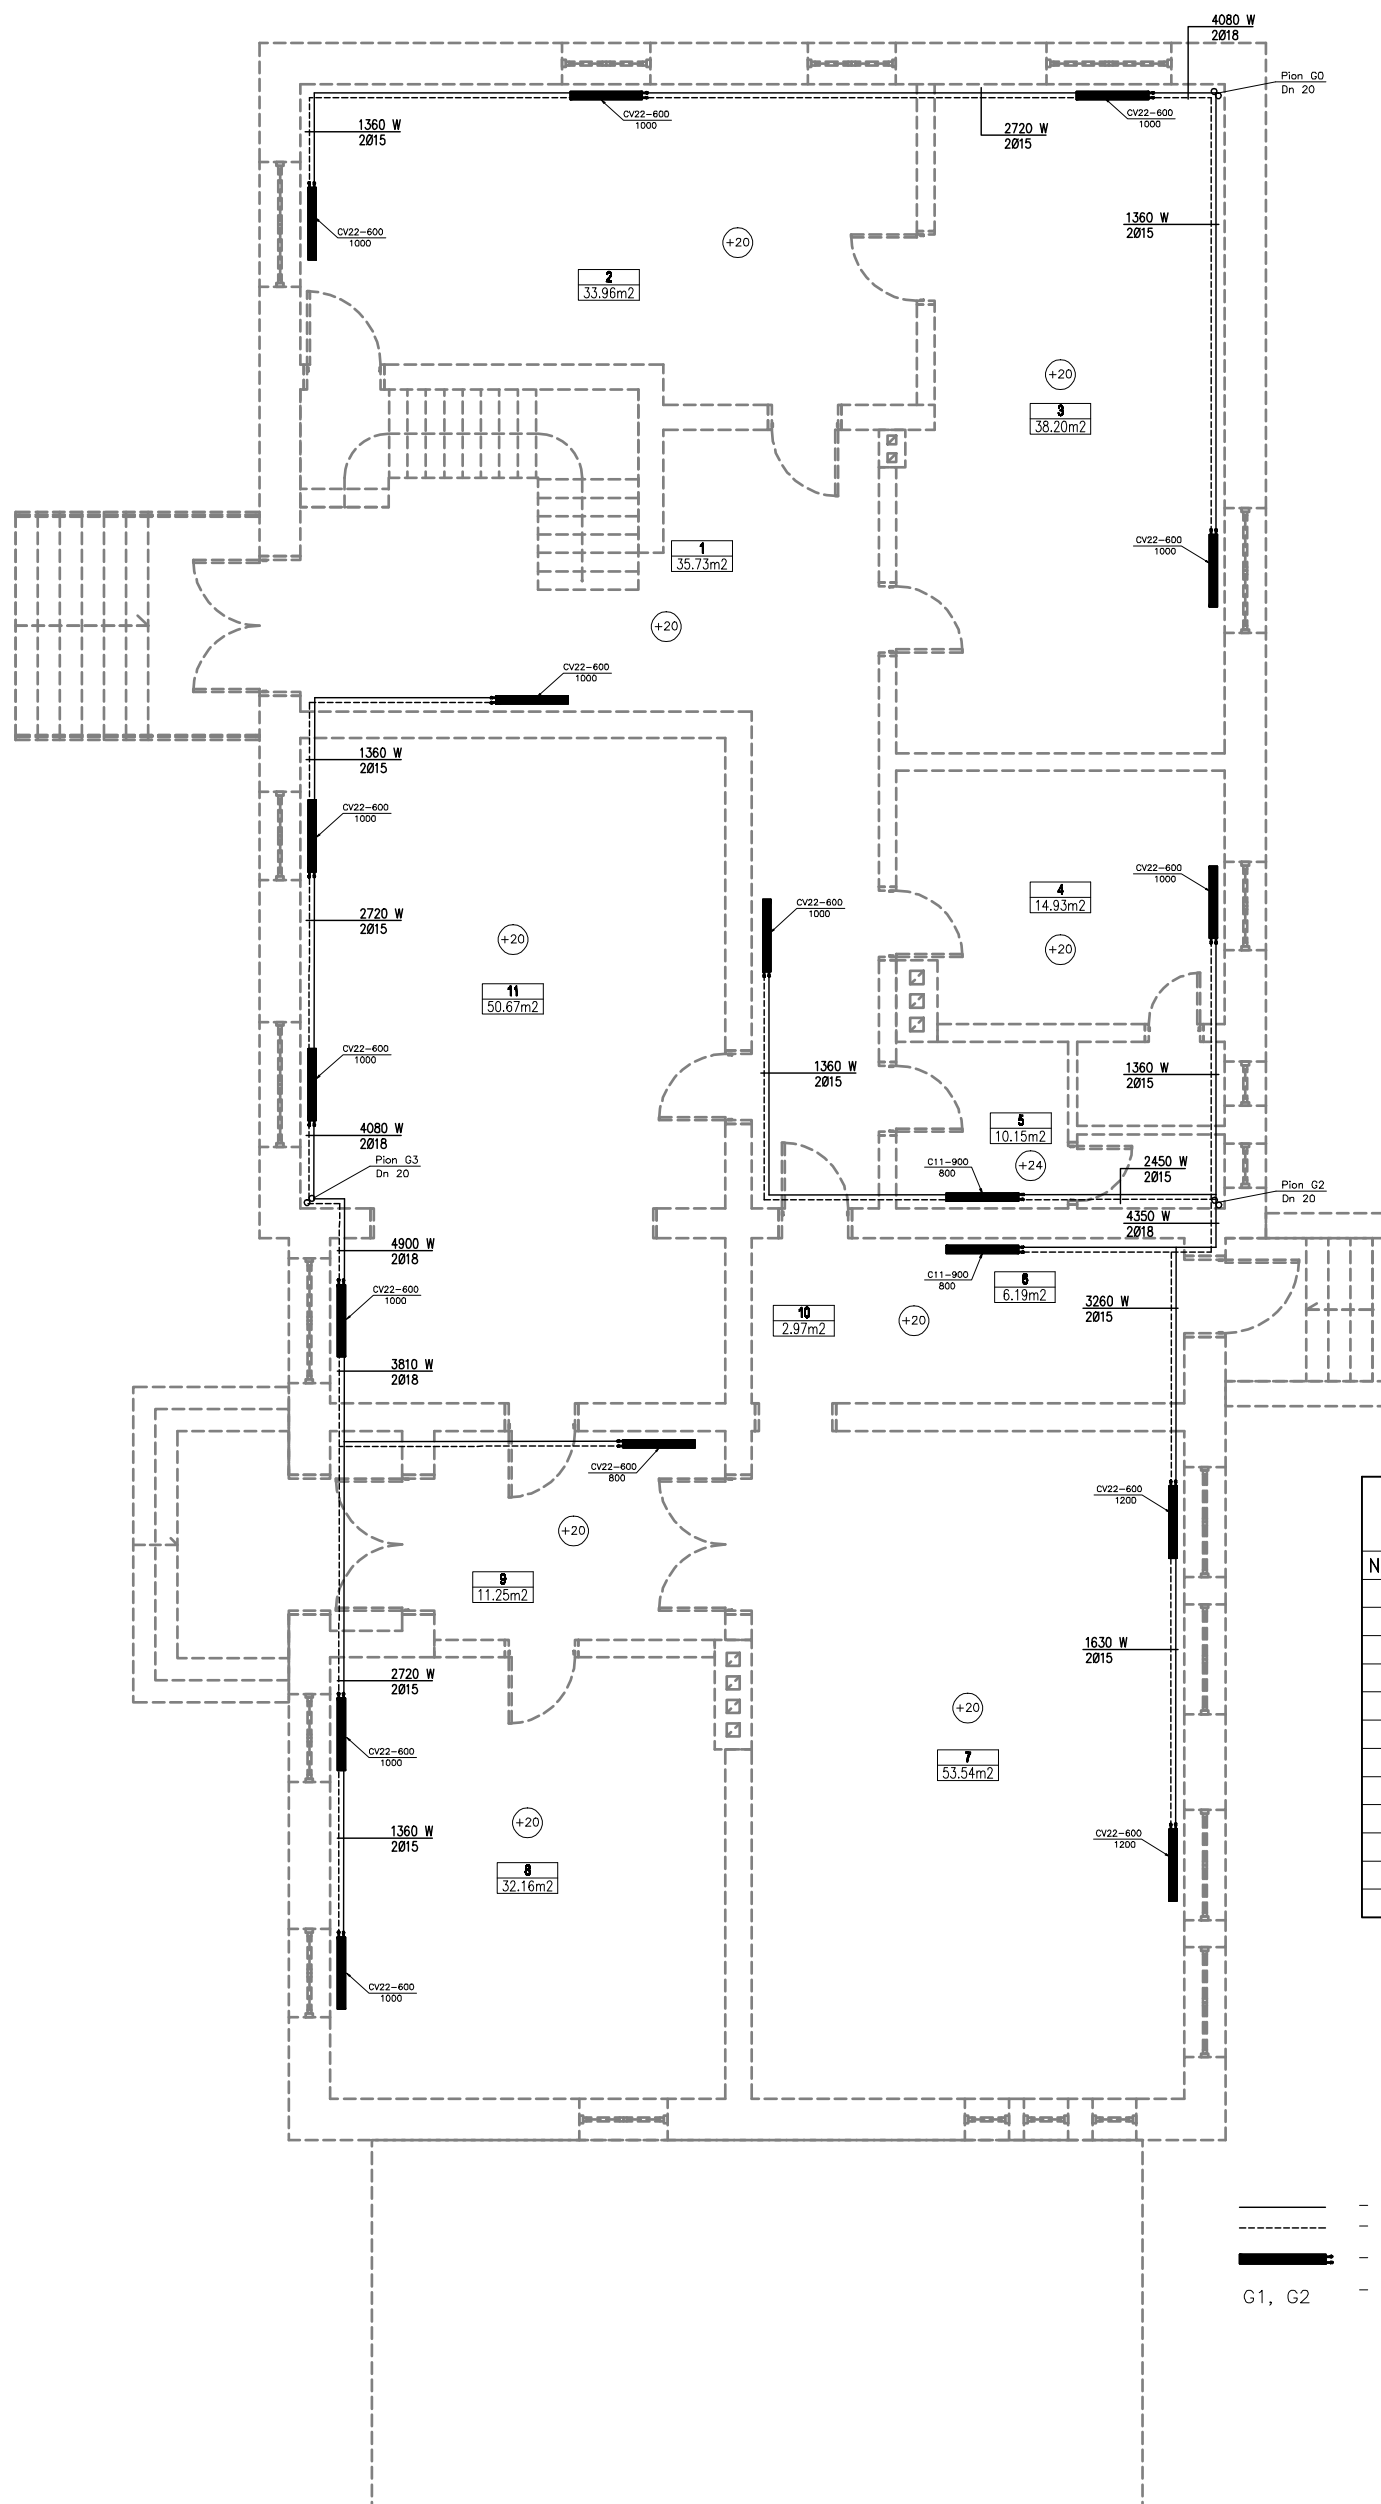 4080 W
2Ø18
Pion G0
Dn 20
CV22-600
1000
CV22-600
1000
1360 W
2Ø15
2720 W
2Ø15
1360 W
2Ø15
CV22-600
1000
+20
2
33.96m2
+20
3
38.20m2
1
35.73m2
CV22-600
1000
+20
CV22-600
1000
1360 W
2Ø15
CV22-600
1000
CV22-600
1000
4
14.93m2
CV22-600
1000
2720 W
2Ø15
+20
+20
11
50.67m2
CV22-600
1000
1360 W
2Ø15
1360 W
2Ø15
4080 W
2Ø18
5
10.15m2
Pion G3
Dn 20
C11-900
800
+24
2450 W
2Ø15
Pion G2
Dn 20
4350 W
2Ø18
4900 W
2Ø18
C11-900
800
6
6.19m2
CV22-600
1000
10
2.97m2
+20
3260 W
2Ø15
3810 W
2Ø18
CV22-600
800
CV22-600
1200
+20
N
9
11.25m2
1630 W
2Ø15
2720 W
2Ø15
+20
CV22-600
1000
7
53.54m2
+20
1360 W
2Ø15
CV22-600
1200
8
32.16m2
CV22-600
1000
–
–
–
G1, G2 –